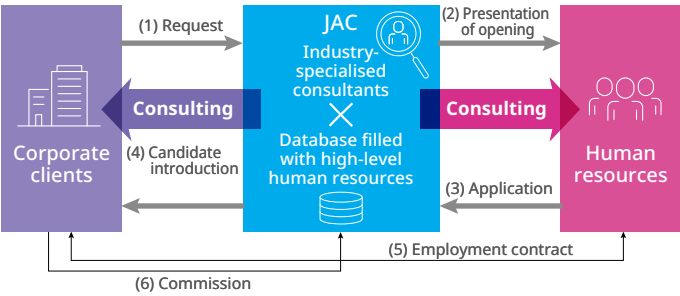 (1) Request
JAC
(2) Presentation
of opening
Industry-
specialised
consultants
Consulting
Consulting
Database filled
with high-level
human resources
Corporate
clients
(4) Candidate
introduction
Human
resources
(3) Application
(5) Employment contract
(6) Commission